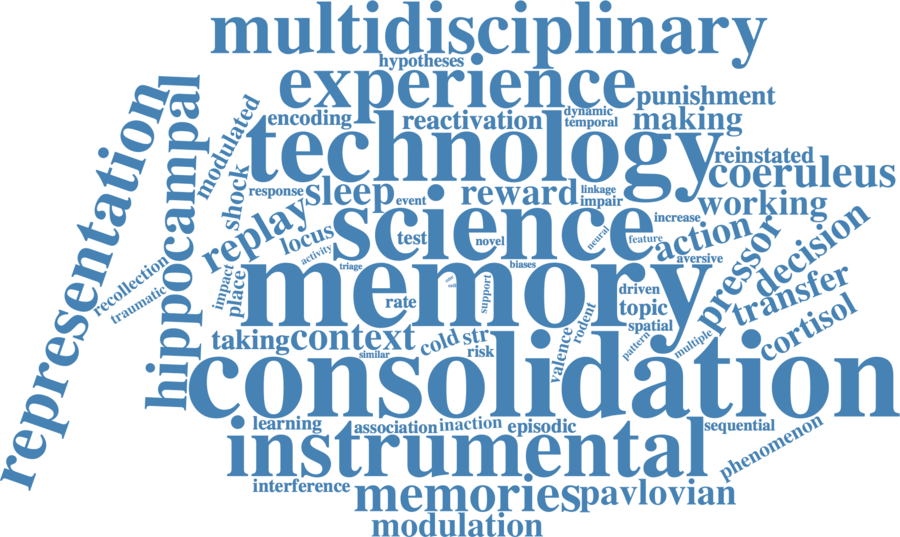 multidisciplinary
hypotheses
experience
punishment
encoding
reactivation
dynamic
temporal
making
representation
hippocampal
modulated
technology
reinstated
coeruleus
shock
response
sleep
event
reward
linkage
impair
working
replay
locus
activity
science
test
novel
neural
feature
increase
action
aversive
pressor
decision
recollection
traumatic
impact
place
triage
memory
biases
rate
support
driven
topic
spatial
transfer
cortisol
taking
context
similar
cold
str
risk
valence
rodent
pattern
multiple
consolidation
learning
association
inaction
episodic
sequential
instrumental
phenomenon
interference
memories
pavlovian
modulation